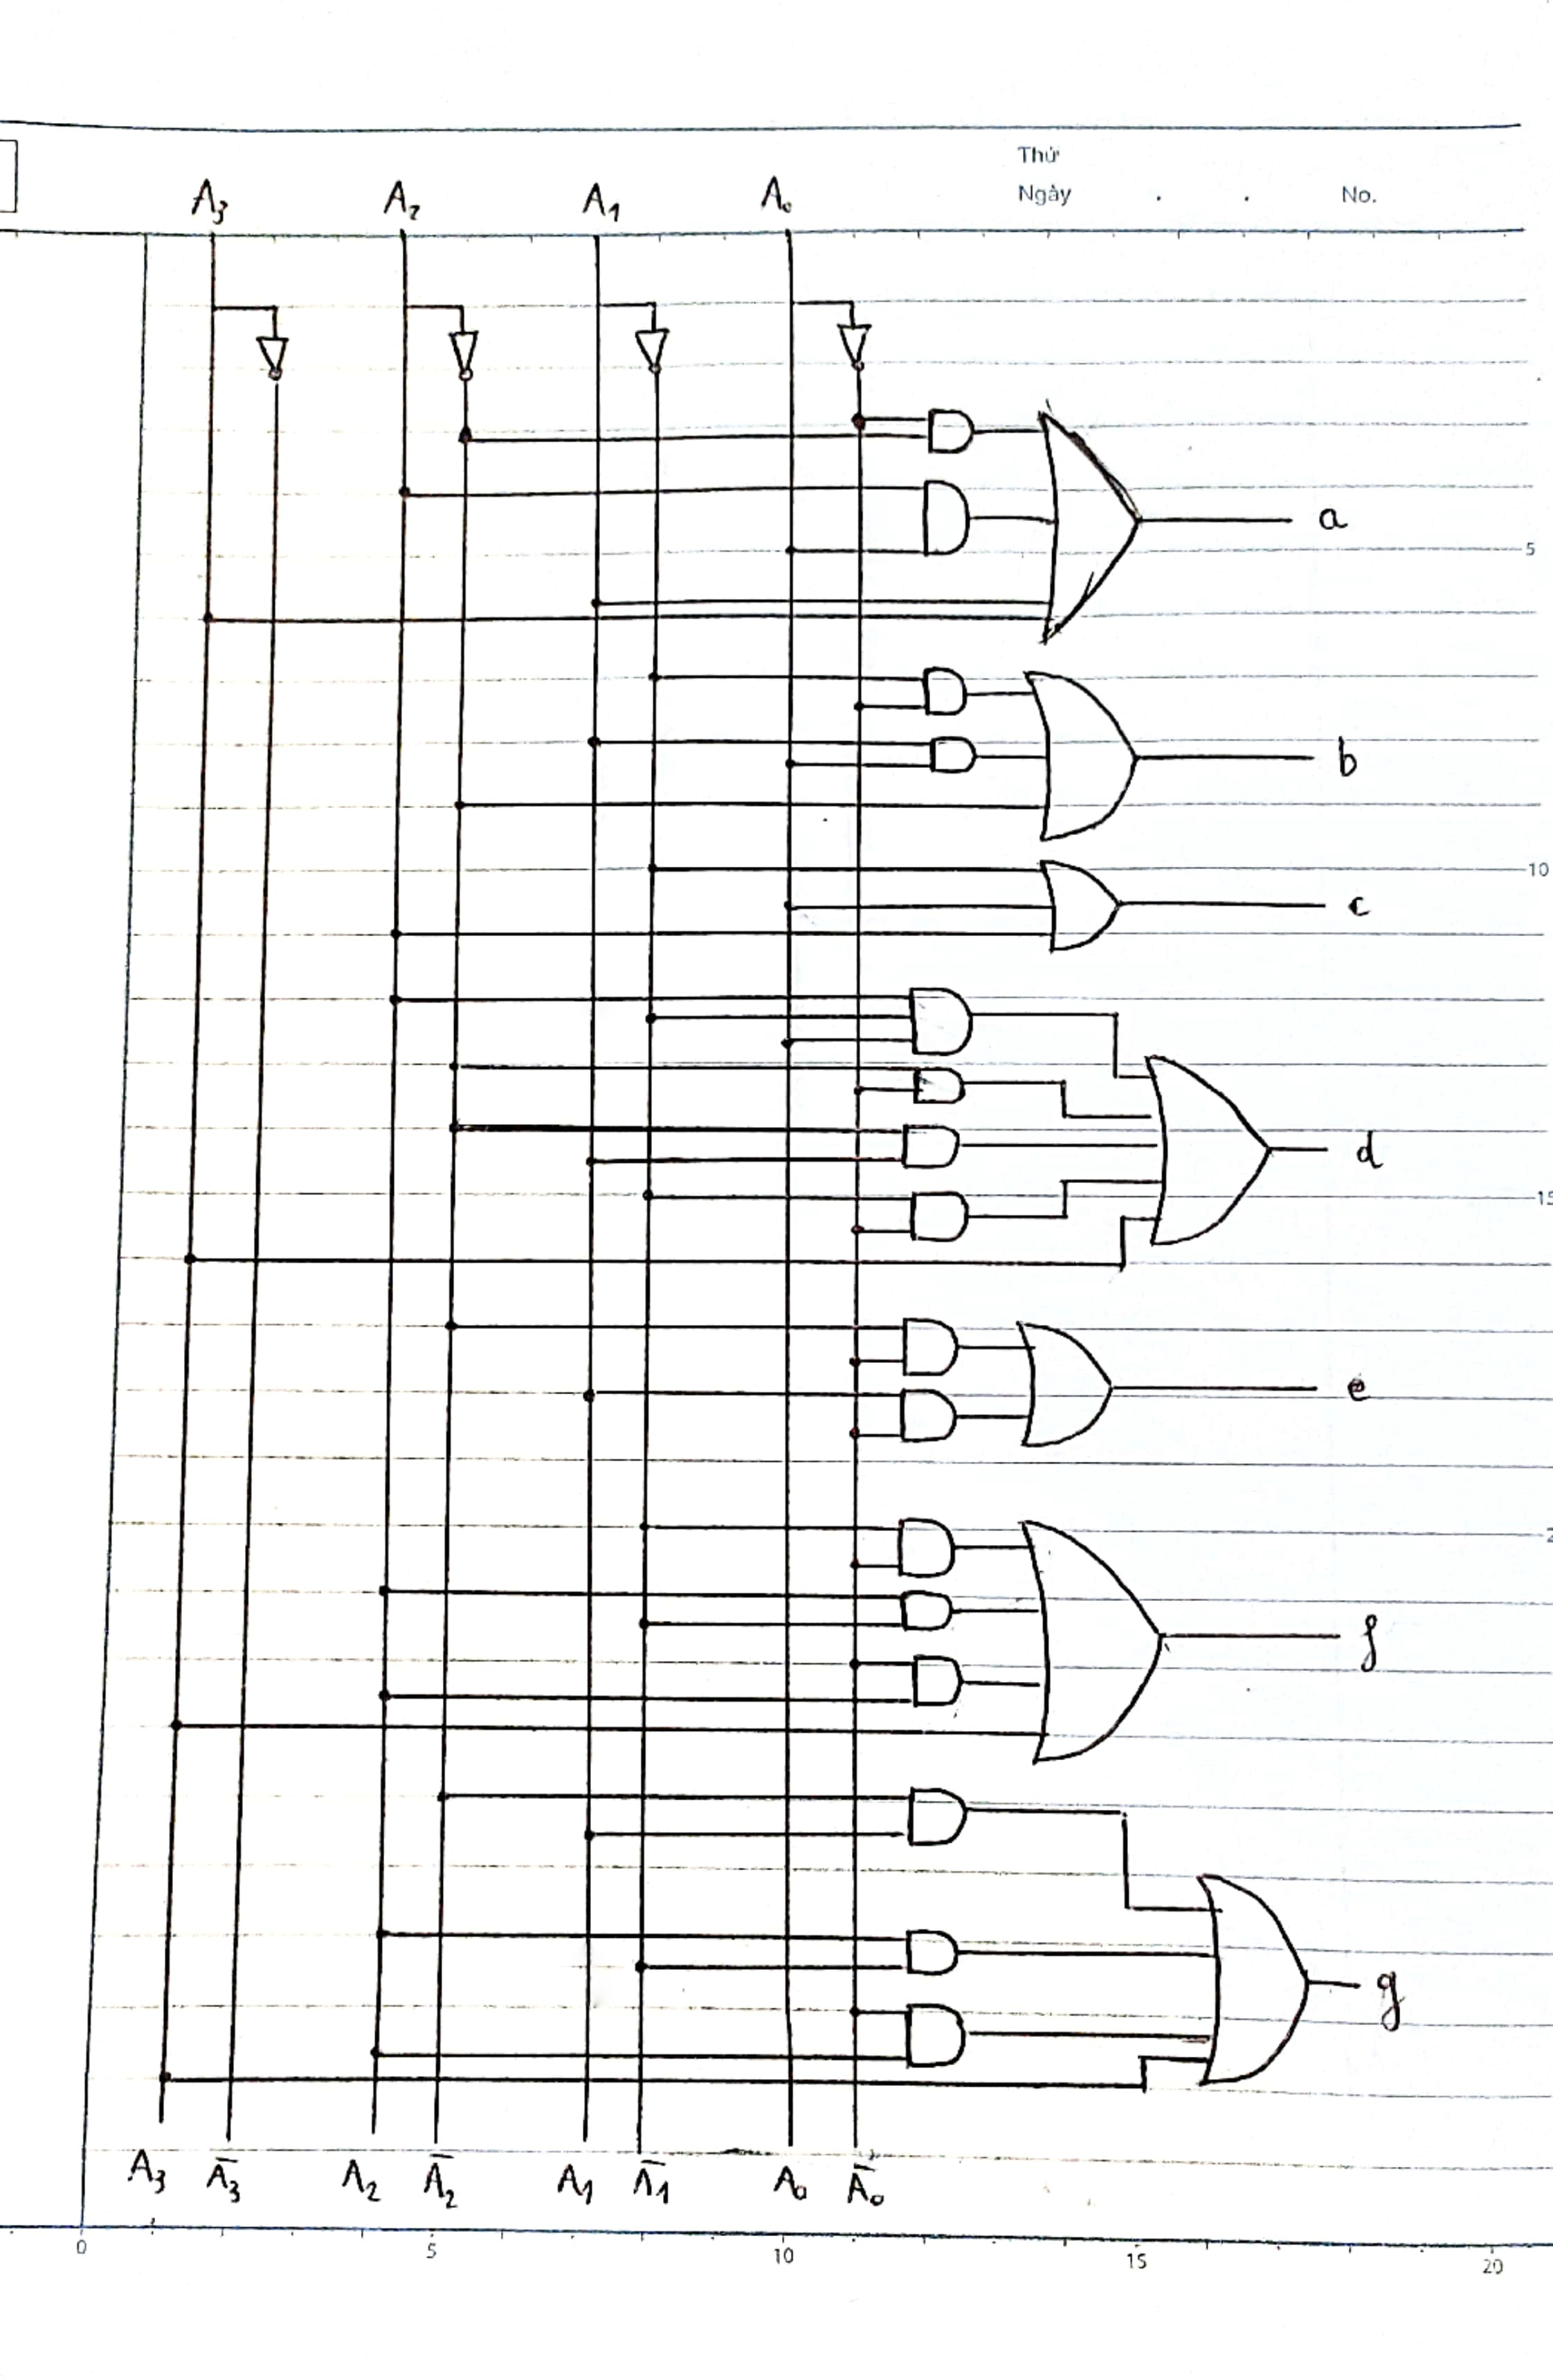 Thứ
Ngày . . No.
A₃ A₂ A₁ A₀
a
5
b
10
c
d
15
e
2
f
g
A₃ A̅₃ A₂ A̅₂ A₁ A̅₁ A₀ A̅₀
0 5 10 15 20